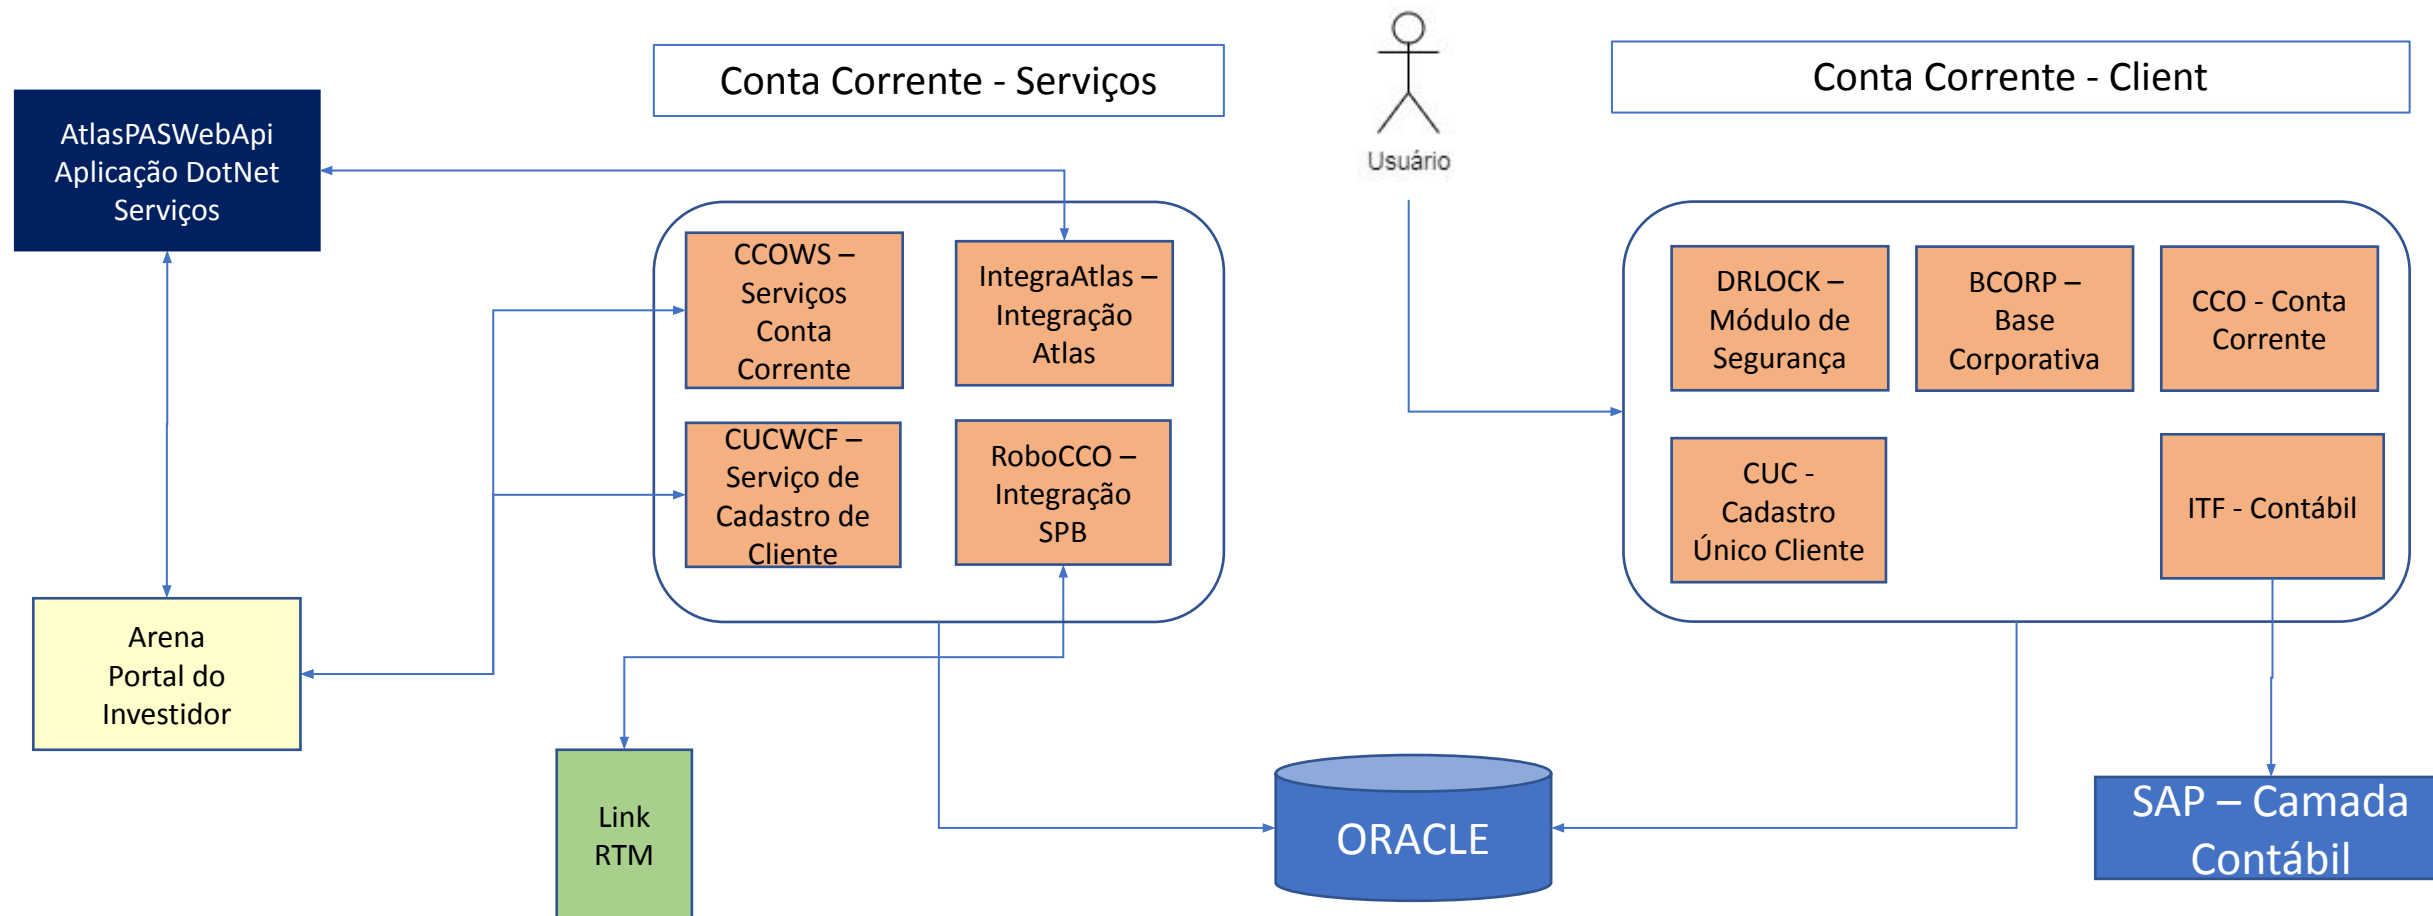 Conta Corrente - Serviços
Usuário
Conta Corrente - Client
AtlasPASWebApi
Aplicação DotNet
Serviços
CCOWS –
Serviços
Conta
Corrente
IntegraAtlas –
Integração
Atlas
CUCWCF –
Serviço de
Cadastro de
Cliente
RoboCCO –
Integração
SPB
DRLOCK –
Módulo de
Segurança
BCORP –
Base
Corporativa
CCO - Conta
Corrente
CUC -
Cadastro
Único Cliente
ITF - Contábil
Arena
Portal do
Investidor
Link
RTM
ORACLE
SAP – Camada
Contábil